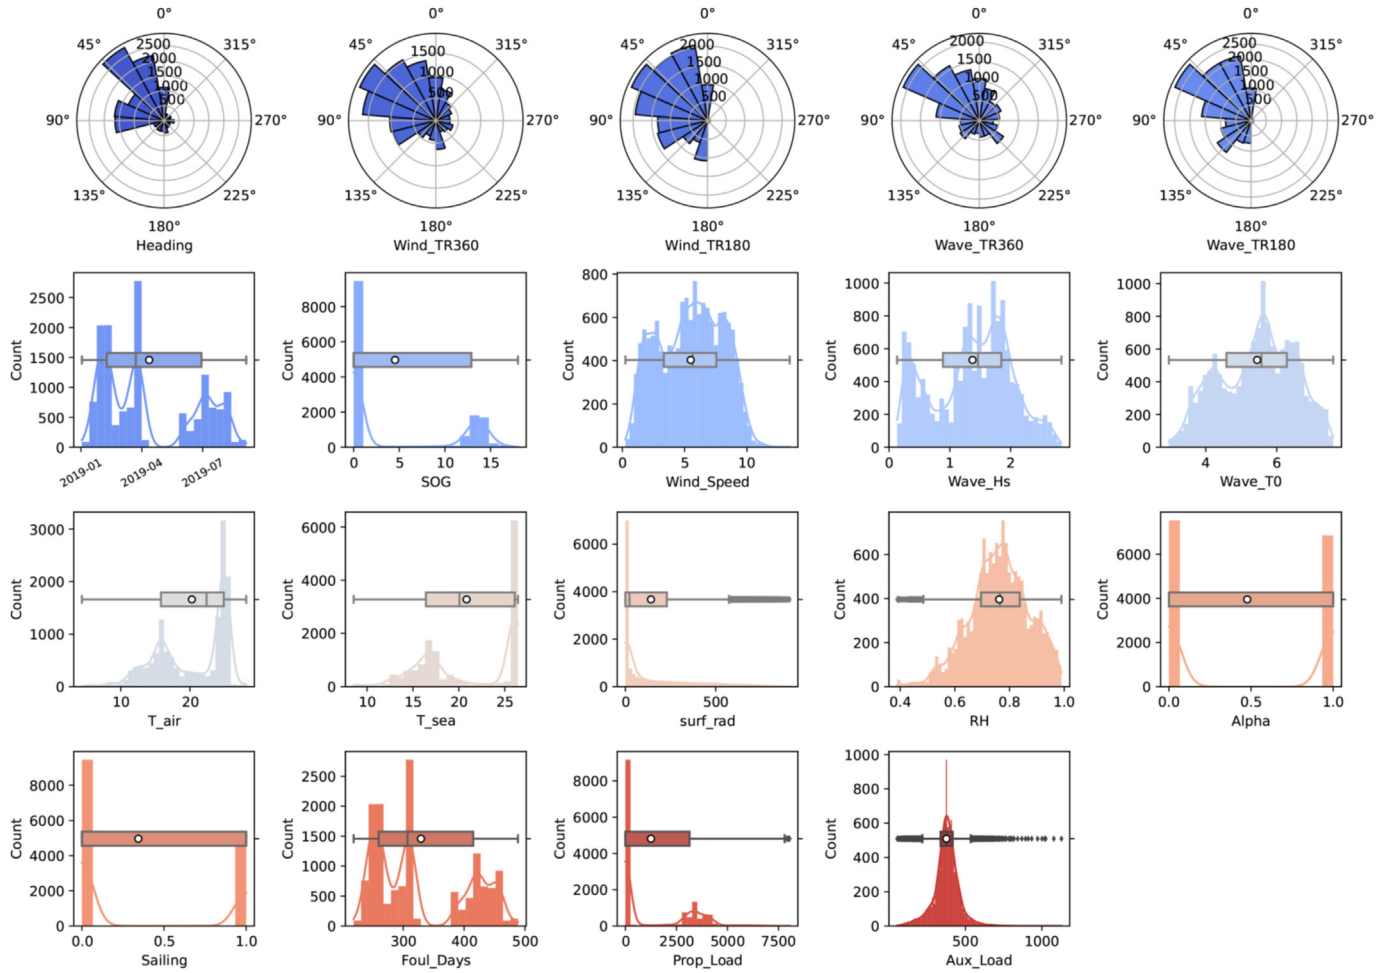 0° 0° 0° 0° 0°
45° 315° 45° 315° 45° 315° 45° 315° 45° 315°
2500 2000 1500 1000 500
1500 1000 500
2000 1500 1000 500
2000 1500 1000 500
2500 2000 1500 1000 500
90° 270° 90° 270° 90° 270° 90° 270° 90° 270°
135° 225° 135° 225° 135° 225° 135° 225° 135° 225°
180° 180° 180° 180° 180°
Heading Wind_TR360 Wind_TR180 Wave_TR360 Wave_TR180
Count
2500
2000
1500
1000
500
0
2019-01 2019-04 2019-07
Count
8000
6000
4000
2000
0
0 5 10 15
SOG
Count
800
600
400
200
0
0 5 10
Wind_Speed
Count
1000
800
600
400
200
0
0 1 2
Wave_Hs
Count
1000
800
600
400
200
0
4 6
Wave_T0
Count
3000
2000
1000
0
10 20
T_air
Count
6000
4000
2000
0
10 15 20 25
T_sea
Count
6000
4000
2000
0
0 500
surf_rad
Count
600
400
200
0
0.4 0.6 0.8 1.0
RH
Count
6000
4000
2000
0
0.0 0.5 1.0
Alpha
Count
8000
6000
4000
2000
0
0.0 0.5 1.0
Sailing
Count
2500
2000
1500
1000
500
0
300 400 500
Foul_Days
Count
8000
6000
4000
2000
0
0 2500 5000 7500
Prop_Load
Count
1000
800
600
400
200
0
500 1000
Aux_Load